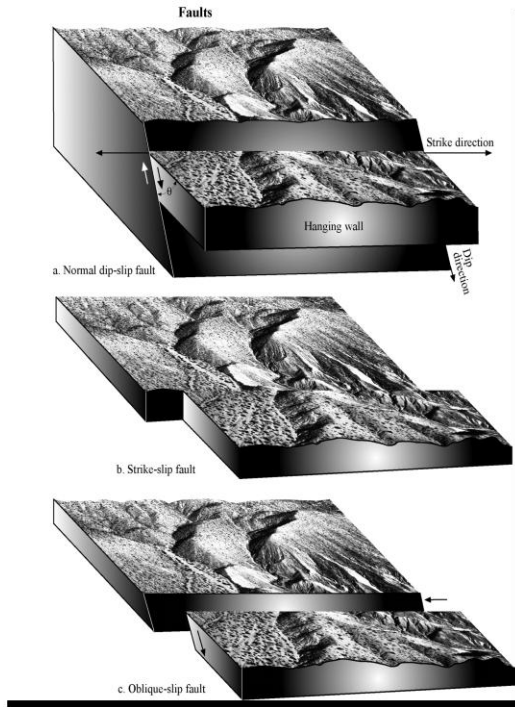 Faults
Strike direction
θ
Hanging wall
Dip
direction
a. Normal dip-slip fault
b. Strike-slip fault
c. Oblique-slip fault